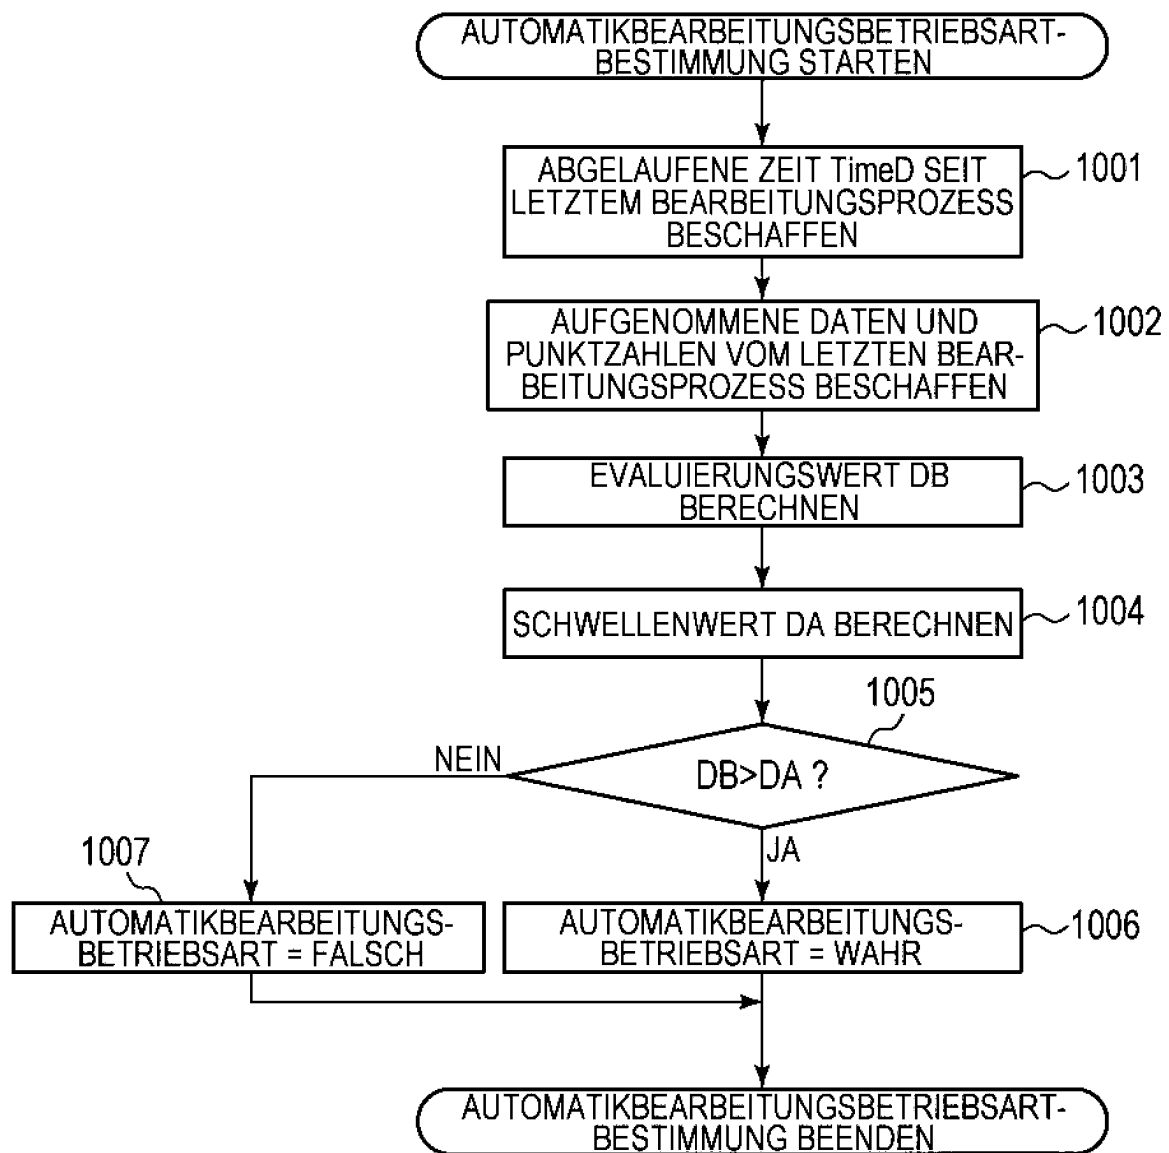 AUTOMATIKBEARBEITUNGSBETRIEBSART-
BESTIMMUNG STARTEN
ABGELAUFENE ZEIT TimeD SEIT
LETZTEM BEARBEITUNGSPROZESS
BESCHAFFEN
1001
AUFGENOMMENE DATEN UND
PUNKTZAHLEN VOM LETZTEN BEAR-
BEITUNGSPROZESS BESCHAFFEN
1002
EVALUIERUNGSWERT DB
BERECHNEN
1003
SCHWELLENWERT DA BERECHNEN
1004
1005
DB>DA ?
NEIN
JA
1007
AUTOMATIKBEARBEITUNGS-
BETRIEBSART = FALSCH
AUTOMATIKBEARBEITUNGS-
BETRIEBSART = WAHR
1006
AUTOMATIKBEARBEITUNGSBETRIEBSART-
BESTIMMUNG BEENDEN